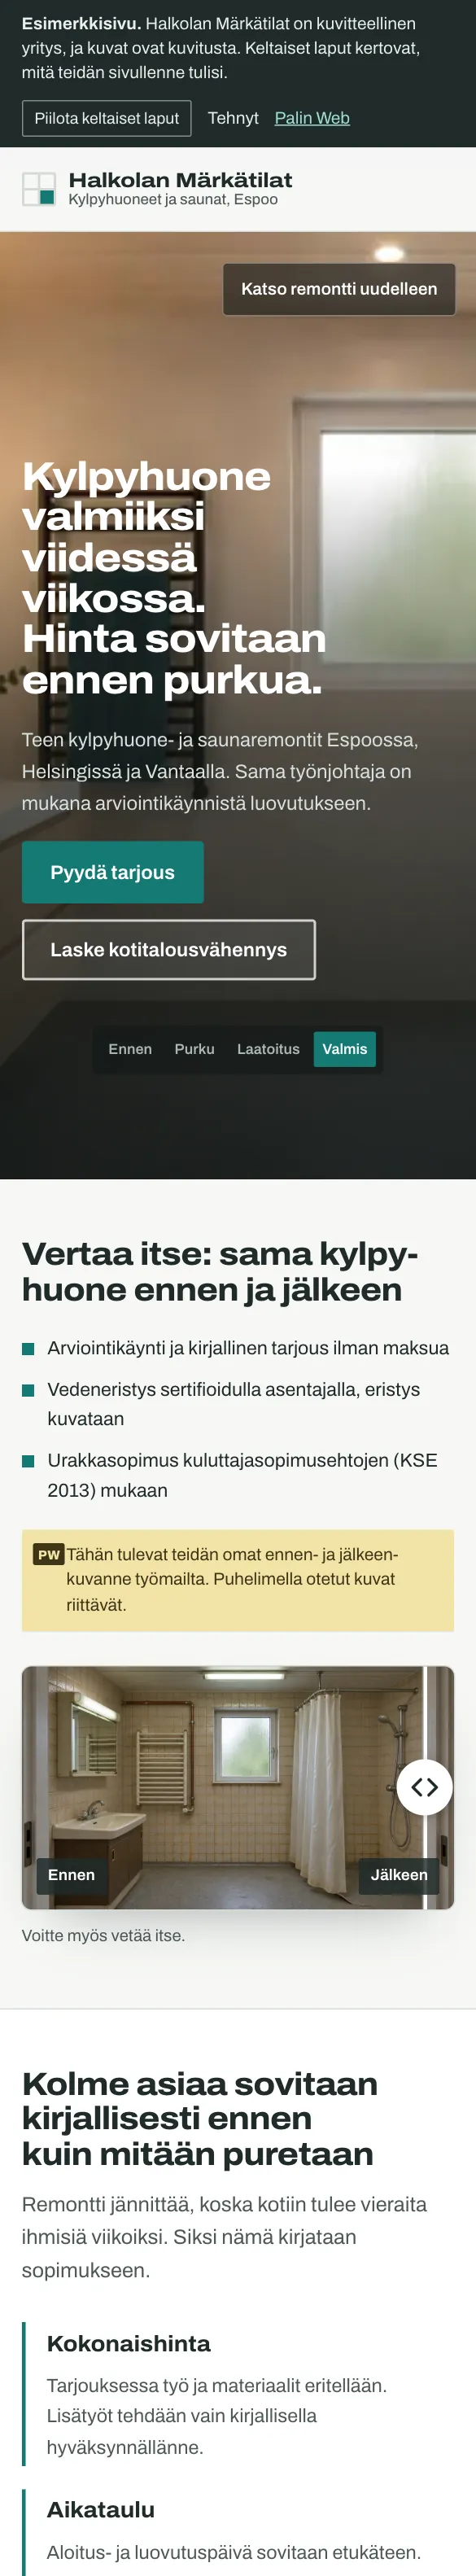 Esimerkkisivu. Halkolan Märkätilat on kuvitteellinen
yritys, ja kuvat ovat kuvitusta. Keltaiset laput kertovat,
mitä teidän sivullenne tulisi.
Piilota keltaiset laput
Tehnyt
Palin Web
Halkolan Märkätilat
Kylpyhuoneet ja saunat, Espoo
Katso remontti uudelleen
Kylpyhuone
valmiiksi
viidessä
viikossa.
Hinta sovitaan
ennen purkua.
Teen kylpyhuone- ja saunaremontit Espoossa,
Helsingissä ja Vantaalla. Sama työnjohtaja on
mukana arviointikäynnistä luovutukseen.
Pyydä tarjous
Laske kotitalousvähennys
Ennen
Purku
Laatoitus
Valmis
Vertaa itse: sama kylpy-
huone ennen ja jälkeen
Arviointikäynti ja kirjallinen tarjous ilman maksua
Vedeneristys sertifioidulla asentajalla, eristys
kuvataan
Urakkasopimus kuluttajasopimusehtojen (KSE
2013) mukaan
PW Tähän tulevat teidän omat ennen- ja jälkeen-
kuvanne työmailta. Puhelimella otetut kuvat
riittävät.
Ennen
Jälkeen
Voitte myös vetää itse.
Kolme asiaa sovitaan
kirjallisesti ennen
kuin mitään puretaan
Remontti jännittää, koska kotiin tulee vieraita
ihmisiä viikoiksi. Siksi nämä kirjataan
sopimukseen.
Kokonaishinta
Tarjouksessa työ ja materiaalit eritellään.
Lisätyöt tehdään vain kirjallisella
hyväksynnällänne.
Aikataulu
Aloitus- ja luovutuspäivä sovitaan etukäteen.